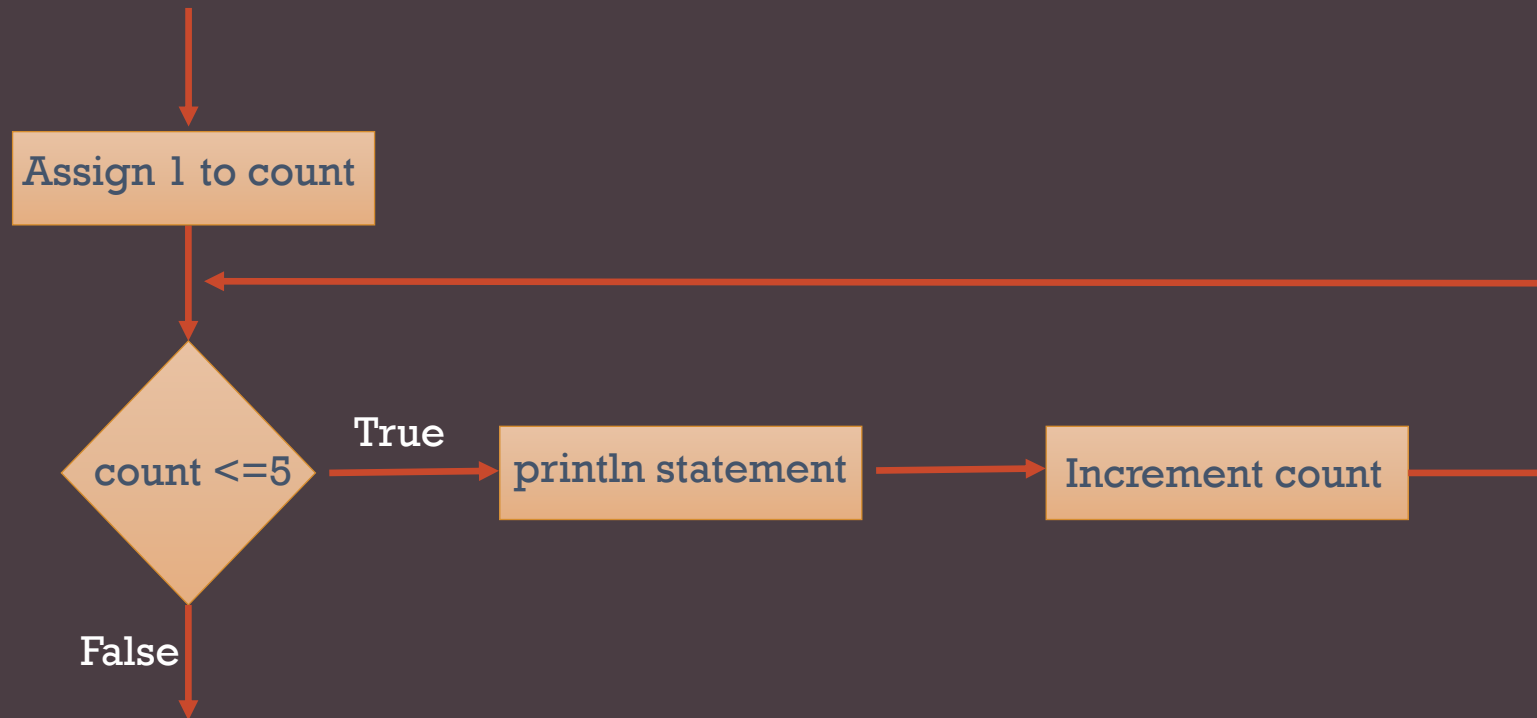 Assign 1 to count
True
count <=5
println statement
Increment count
False